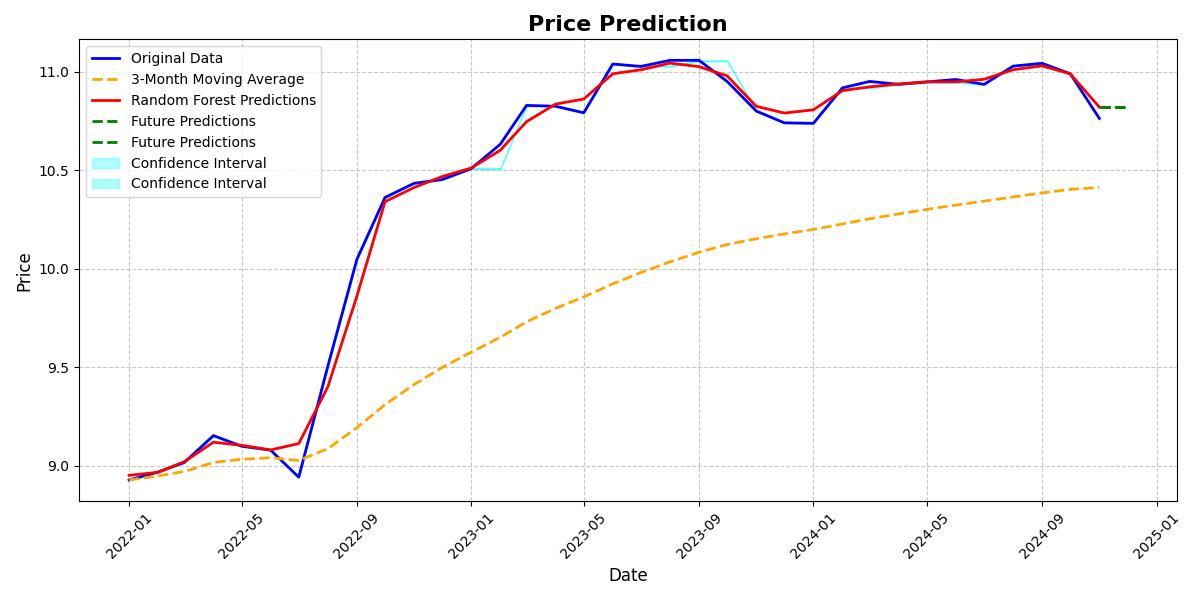 Price Prediction
Original Data
3-Month Moving Average
Random Forest Predictions
Future Predictions
Future Predictions
Confidence Interval
Confidence Interval
Price
11.0
10.5
10.0
9.5
9.0
2022-01
2022-05
2022-09
2023-01
2023-05
2023-09
2024-01
2024-05
2024-09
2025-01
Date